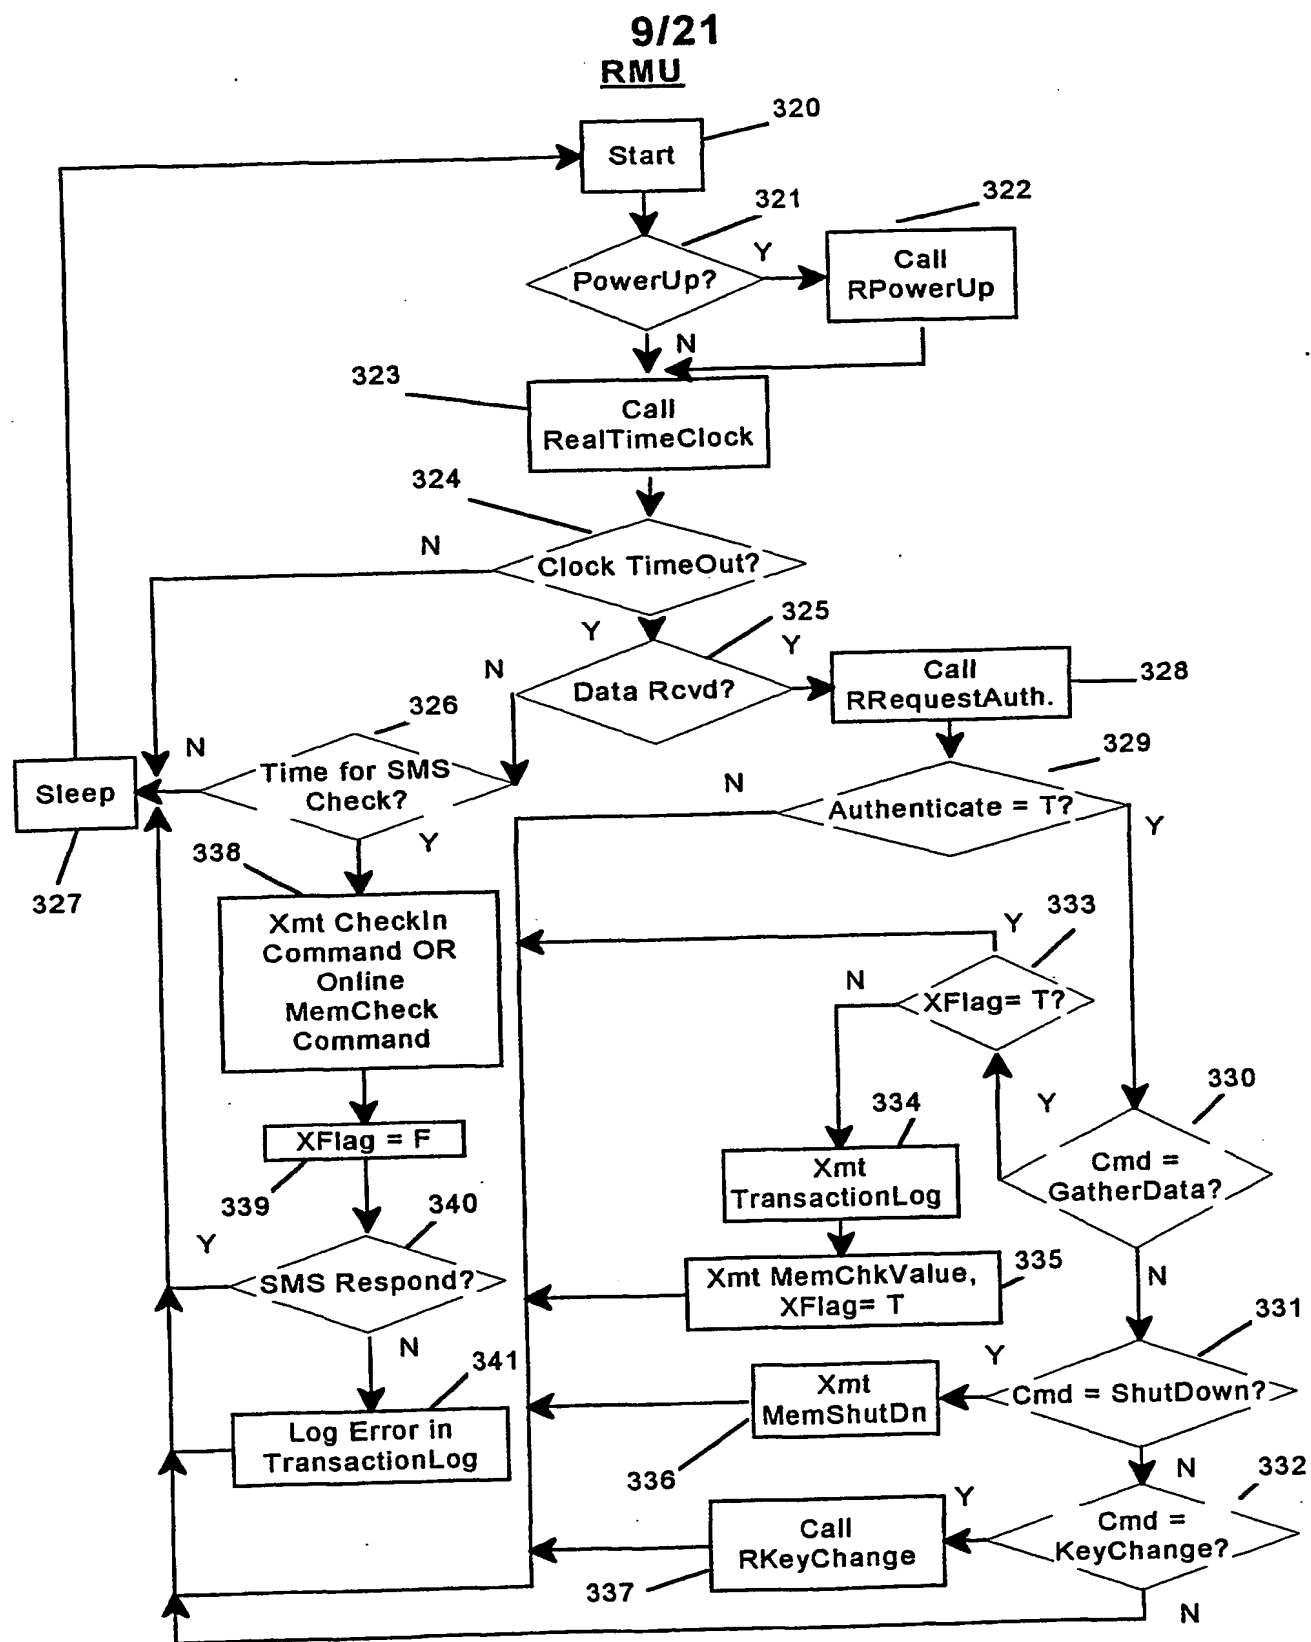 9/21
RMU
320
Start
321
322
PowerUp?
Y
Call
RPowerUp
N
323
Call
RealTimeClock
324
N
Clock TimeOut?
Y
325
Y
N
Data Rcvd?
Call
RRequestAuth.
328
326
N
Time for SMS
Check?
Y
Sleep
327
329
N
Authenticate = T?
Y
338
Xmt CheckIn
Command OR
Online
MemCheck
Command
333
Y
N
XFlag= T?
330
Y
Cmd =
GatherData?
N
334
Xmt
TransactionLog
XFlag = F
339
340
Y
SMS Respond?
N
Xmt MemChkValue,
XFlag= T
335
331
Y
Cmd = ShutDown?
N
341
Log Error in
TransactionLog
Xmt
MemShutDn
336
332
Y
Cmd =
KeyChange?
N
Call
RKeyChange
337